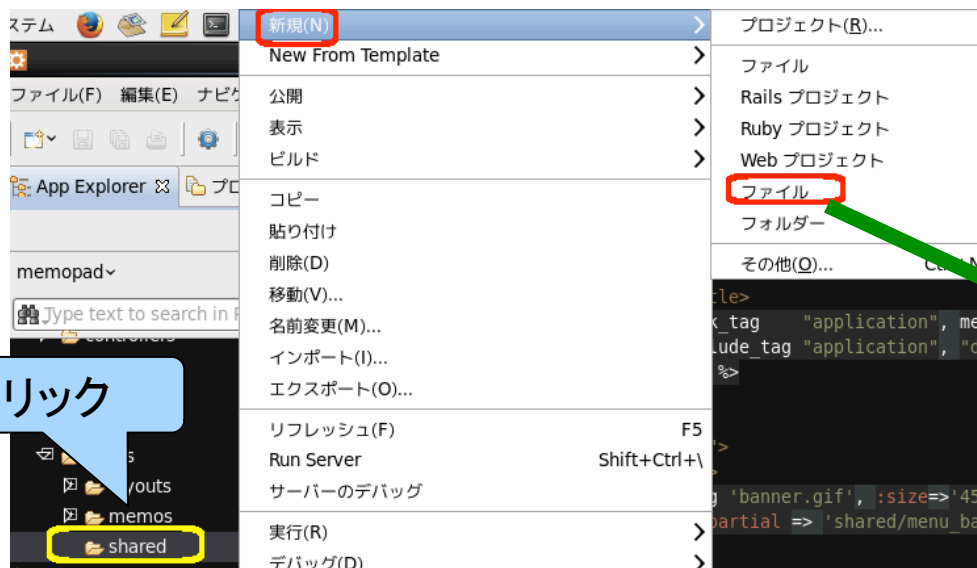 ステム
ファイル(F) 編集(E) ナビ
App Explorer
プロ
memopad
Type text to search in
controllers
リック
youts
memos
shared
新規(N)
New From Template
公開
表示
ビルド
コピー
貼り付け
削除(D)
移動(V)...
名前変更(M)...
インポート(I)...
エクスポート(O)...
リフレッシュ(F) F5
Run Server Shift+Ctrl+\
サーバーのデバッグ
実行(R)
デバッグ(D)
プロジェクト(R)...
ファイル
Rails プロジェクト
Ruby プロジェクト
Web プロジェクト
ファイル
フォルダー
その他(O)...
tle>
k_tag "application", me
lude_tag "application", "d
%>
">
>
g 'banner.gif', :size=>'45
partial => 'shared/menu_ba